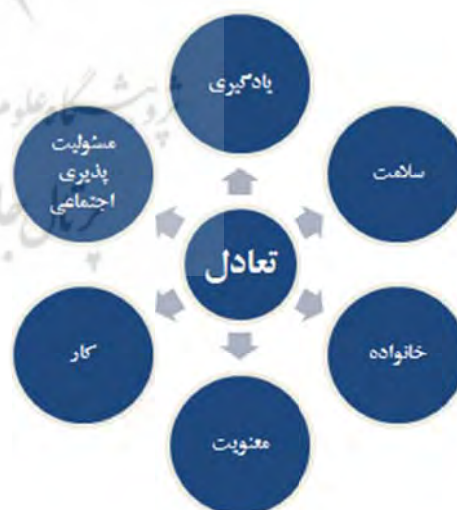 یادگیری
سلامت
خانواده
معنویت
کار
مسئولیت
پذیری
اجتماعی
تعادل